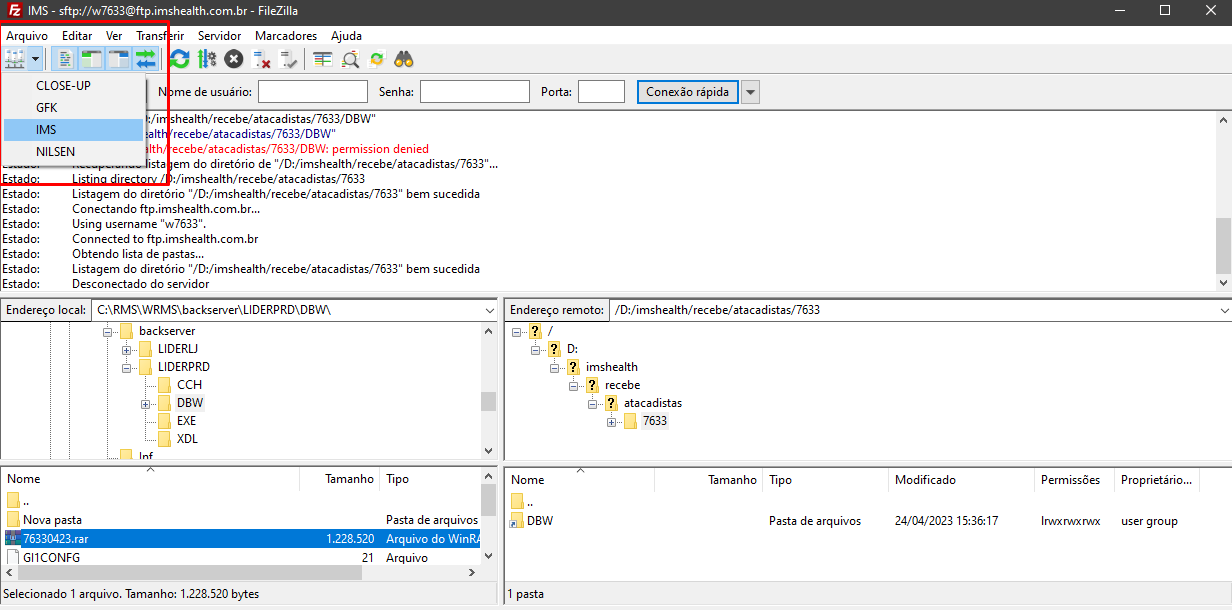 IMS - sftp://w7633@ftp.imshealth.com.br - FileZilla
Arquivo Editar Ver Transferir Servidor Marcadores Ajuda
CLOSE-UP
GFK
IMS
NILSEN
Nome de usuário: Senha: Porta: Conexão rápida
/imshealth/recebe/atacadistas/7633/DBW"
alth/recebe/atacadistas/7633/DBW"
lth/recebe/atacadistas/7633/DBW: permission denied
Estado: Recuperando listagem do diretório de "/D:/imshealth/recebe/atacadistas/7633"...
Estado: Listing directory /D:/imshealth/recebe/atacadistas/7633
Estado: Listagem do diretório "/D:/imshealth/recebe/atacadistas/7633" bem sucedida
Estado: Conectando ftp.imshealth.com.br...
Estado: Using username "w7633".
Estado: Connected to ftp.imshealth.com.br
Estado: Obtendo lista de pastas...
Estado: Listagem do diretório "/D:/imshealth/recebe/atacadistas/7633" bem sucedida
Estado: Desconectado do servidor
Endereço local: C:\RMS\WRMS\backserver\LIDERPRD\DBW\
backserver
LIDERLJ
LIDERPRD
CCH
DBW
EXE
XDL
Inf
Nome Tamanho Tipo
..
Nova pasta Pasta de arquivos
76330423.rar 1.228.520 Arquivo do WinRA
GI1CONFG 21 Arquivo
Selecionado 1 arquivo. Tamanho: 1.228.520 bytes
Endereço remoto: /D:/imshealth/recebe/atacadistas/7633
/
D:
imshealth
recebe
atacadistas
7633
Nome Tamanho Tipo Modificado Permissões Proprietário...
..
DBW Pasta de arquivos 24/04/2023 15:36:17 lrwxrwxrwx user group
1 pasta